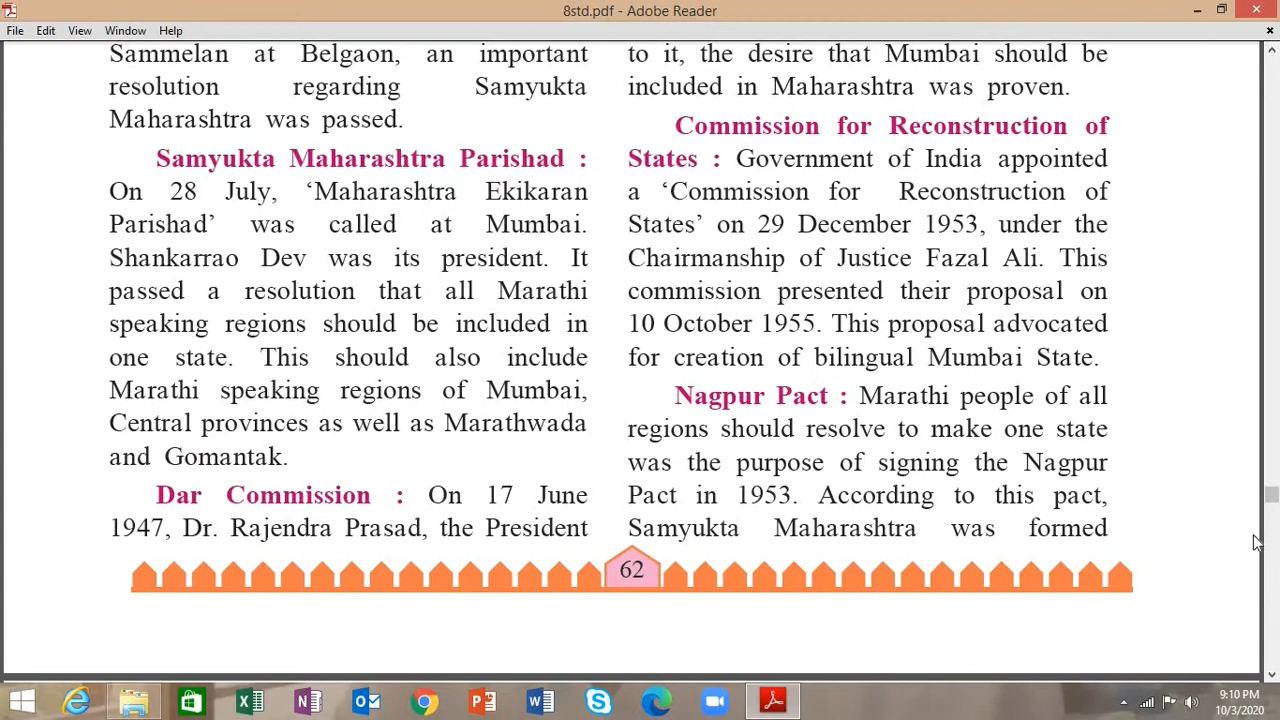 8std.pdf - Adobe Reader
File Edit View Window Help
Sammelan at Belgaon, an important
resolution regarding Samyukta
Maharashtra was passed.
Samyukta Maharashtra Parishad :
On 28 July, ‘Maharashtra Ekikaran
Parishad’ was called at Mumbai.
Shankarrao Dev was its president. It
passed a resolution that all Marathi
speaking regions should be included in
one state. This should also include
Marathi speaking regions of Mumbai,
Central provinces as well as Marathwada
and Gomantak.
Dar Commission : On 17 June
1947, Dr. Rajendra Prasad, the President
to it, the desire that Mumbai should be
included in Maharashtra was proven.
Commission for Reconstruction of
States : Government of India appointed
a ‘Commission for Reconstruction of
States’ on 29 December 1953, under the
Chairmanship of Justice Fazal Ali. This
commission presented their proposal on
10 October 1955. This proposal advocated
for creation of bilingual Mumbai State.
Nagpur Pact : Marathi people of all
regions should resolve to make one state
was the purpose of signing the Nagpur
Pact in 1953. According to this pact,
Samyukta Maharashtra was formed
62
9:10 PM
10/3/2020